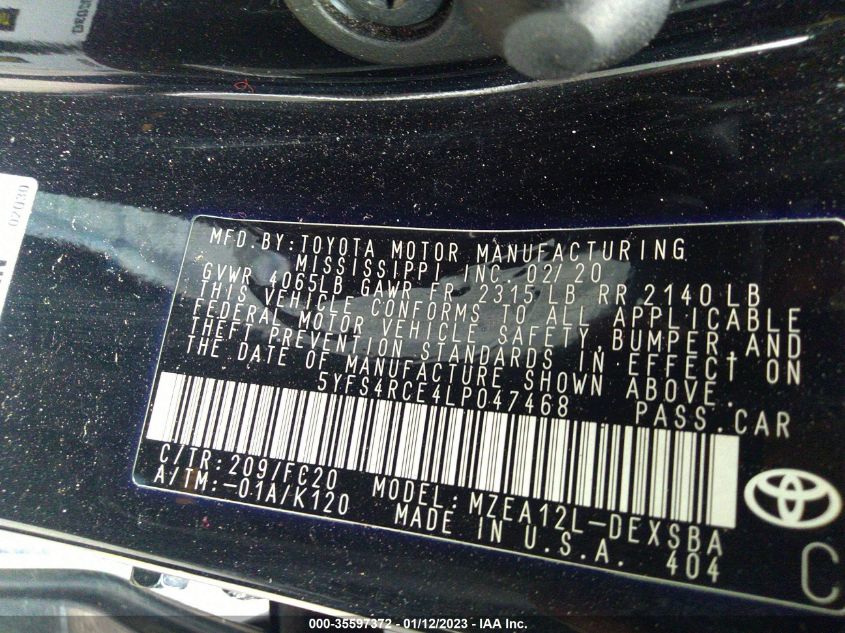 02030
MFD.BY:TOYOTA MOTOR MANUFACTURING
MISSISSIPPI INC. 02/20
GVWR 4065LB GAWR FR 2315LB RR 2140LB
THIS VEHICLE CONFORMS TO ALL APPLICABLE
FEDERAL MOTOR VEHICLE SAFETY,BUMPER AND
THEFT PREVENTION STANDARDS IN EFFECT ON
THE DATE OF MANUFACTURE SHOWN ABOVE.
5YFS4RCE4LP047468 PASS.CAR
C/TR:209/FC20 MODEL:MZEA12L-DEXSBA
A/TM:-01A/K120 MADE IN U.S.A. 404
C
000-35597372 - 01/12/2023 - IAA Inc.